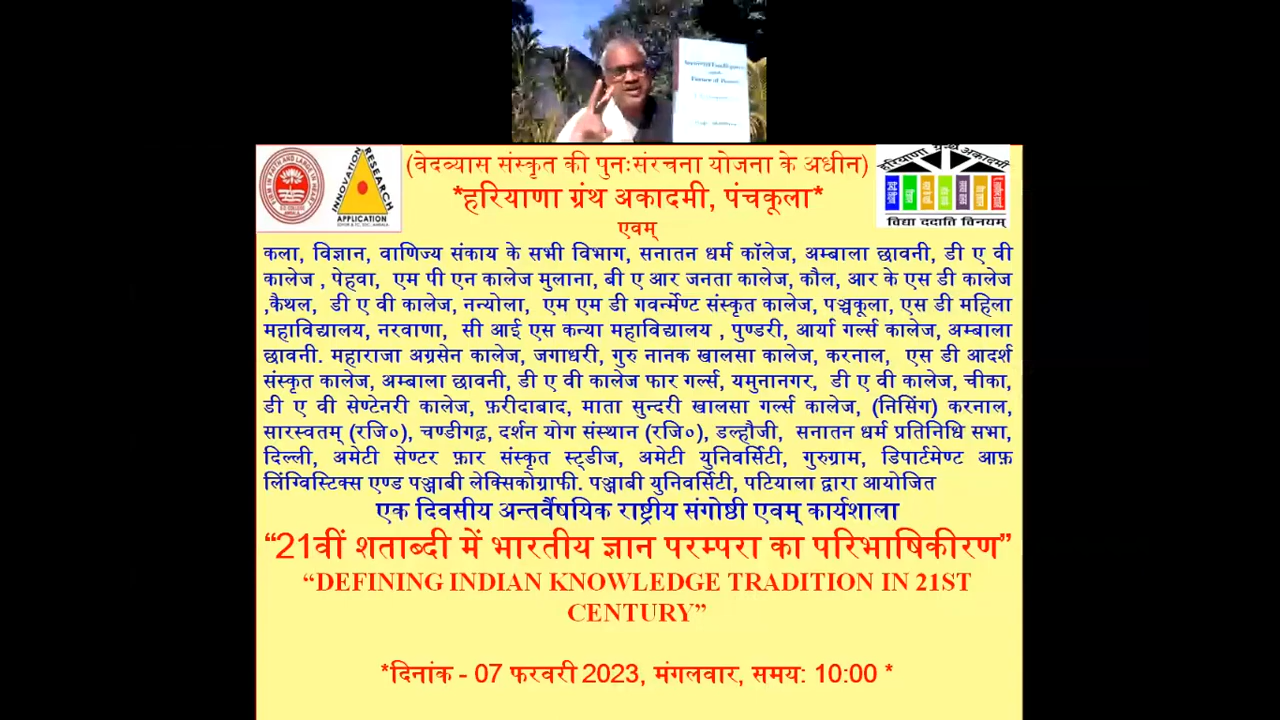 (वेदव्यास संस्कृत की पुनःसंरचना योजना के अधीन)
*हरियाणा ग्रंथ अकादमी, पंचकूला*
एवम्
INNOVATION
RESEARCH
APPLICATION
हरियाणा ग्रन्थ अकादमी
विद्या ददाति विनयम्
कला, विज्ञान, वाणिज्य संकाय के सभी विभाग, सनातन धर्म कॉलेज, अम्बाला छावनी, डी ए वी
कालेज , पेहवा, एम पी एन कालेज मुलाना, बी ए आर जनता कालेज, कौल, आर के एस डी कालेज
,कैथल, डी ए वी कालेज, नन्योला, एम एम डी गवर्न्मेण्ट संस्कृत कालेज, पञ्चकूला, एस डी महिला
महाविद्यालय, नरवाणा, सी आई एस कन्या महाविद्यालय , पुण्डरी, आर्या गर्ल्स कालेज, अम्बाला
छावनी. महाराजा अग्रसेन कालेज, जगाधरी, गुरु नानक खालसा कालेज, करनाल, एस डी आदर्श
संस्कृत कालेज, अम्बाला छावनी, डी ए वी कालेज फार गर्ल्स, यमुनानगर, डी ए वी कालेज, चीका,
डी ए वी सेण्टेनरी कालेज, फ़रीदाबाद, माता सुन्दरी खालसा गर्ल्स कालेज, (निसिंग) करनाल,
सारस्वतम् (रजि०), चण्डीगढ़, दर्शन योग संस्थान (रजि०), डल्हौजी, सनातन धर्म प्रतिनिधि सभा,
दिल्ली, अमेटी सेण्टर फ़ार संस्कृत स्ट्डीज, अमेटी युनिवर्सिटी, गुरुग्राम, डिपार्टमेण्ट आफ़
लिंग्विस्टिक्स एण्ड पञ्जाबी लेक्सिकोग्राफी. पञ्जाबी युनिवर्सिटी, पटियाला द्वारा आयोजित
एक दिवसीय अन्तर्वैषयिक राष्ट्रीय संगोष्ठी एवम् कार्यशाला
“21वीं शताब्दी में भारतीय ज्ञान परम्परा का परिभाषिकीरण”
“DEFINING INDIAN KNOWLEDGE TRADITION IN 21ST
CENTURY”
*दिनांक - 07 फरवरी 2023, मंगलवार, समय: 10:00 *